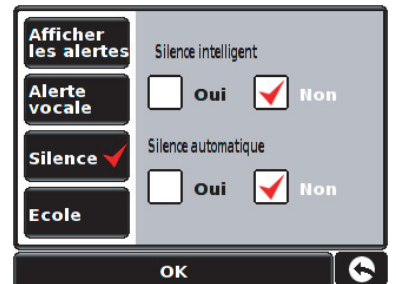 Afficher
les alertes
Alerte
vocale
Silence
Ecole
Silence intelligent
Oui Non
Silence automatique
Oui Non
OK